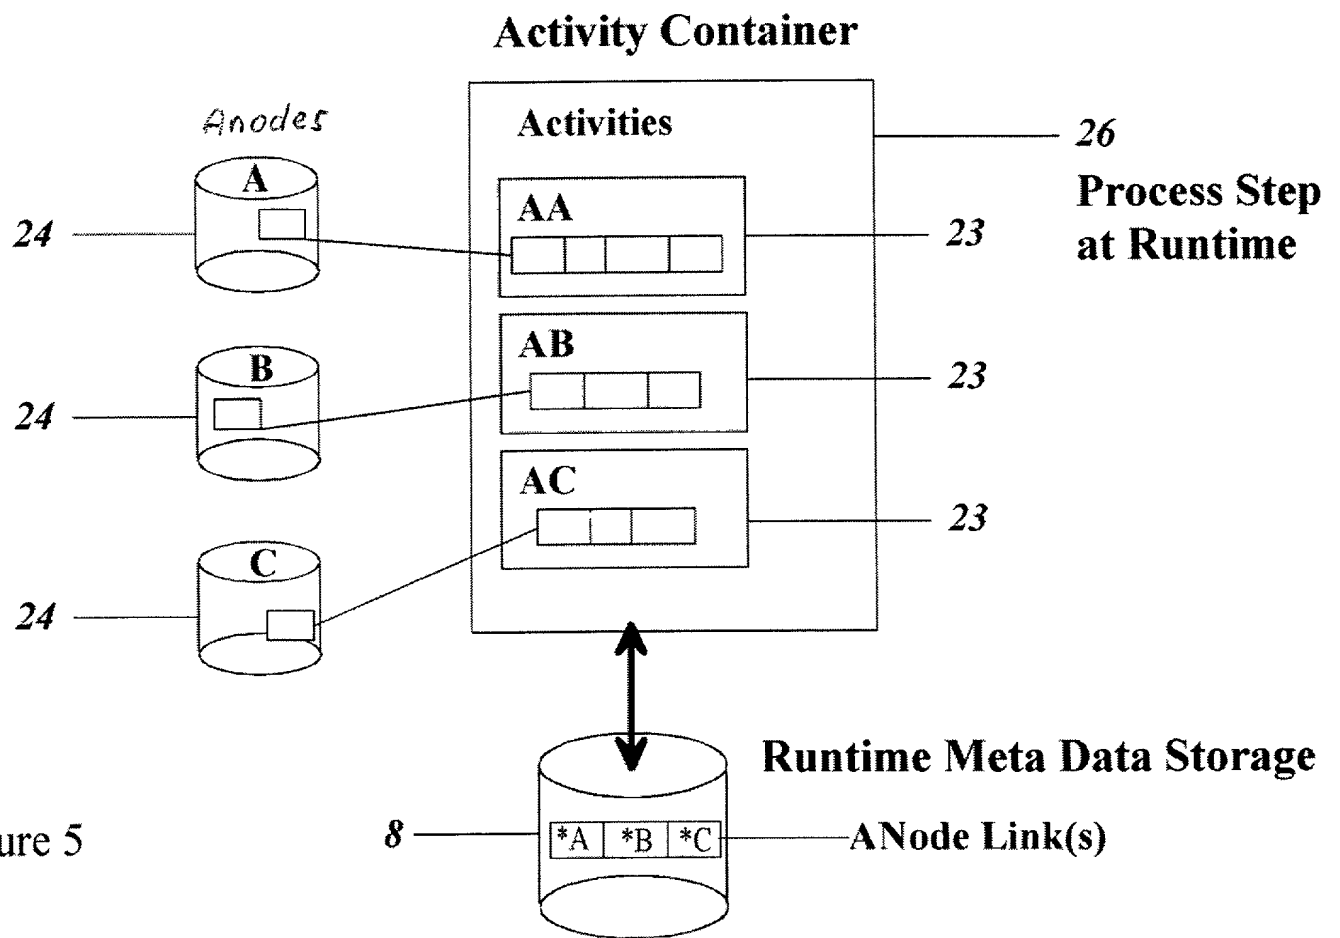 Activity Container
Anodes
Activities
26
Process Step
at Runtime
A
24
AA
23
B
24
AB
23
C
24
AC
23
Runtime Meta Data Storage
8
*A *B *C
ANode Link(s)
ure 5